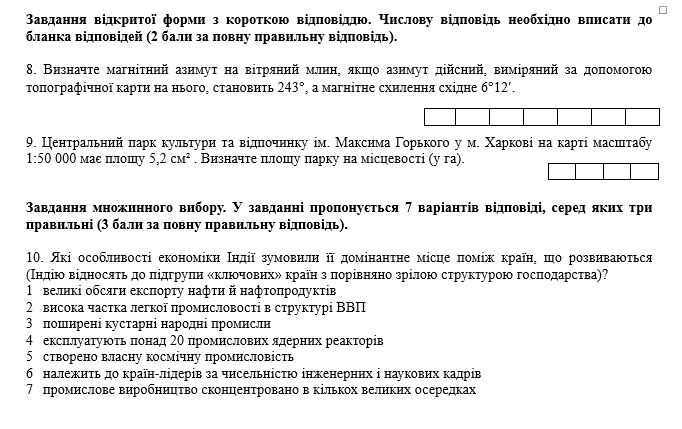 Завдання відкритої форми з короткою відповіддю. Числову відповідь необхідно вписати до
бланка відповідей (2 бали за повну правильну відповідь).
8. Визначте магнітний азимут на вітряний млин, якщо азимут дійсний, виміряний за допомогою
топографічної карти на нього, становить 243°, а магнітне схилення східне 6°12′.
9. Центральний парк культури та відпочинку ім. Максима Горького у м. Харкові на карті масштабу
1:50 000 має площу 5,2 см² . Визначте площу парку на місцевості (у га).
Завдання множинного вибору. У завданні пропонується 7 варіантів відповіді, серед яких три
правильні (3 бали за повну правильну відповідь).
10. Які особливості економіки Індії зумовили її домінантне місце поміж країн, що розвиваються
(Індію відносять до підгрупи «ключових» країн з порівняно зрілою структурою господарства)?
1 великі обсяги експорту нафти й нафтопродуктів
2 висока частка легкої промисловості в структурі ВВП
3 поширені кустарні народні промисли
4 експлуатують понад 20 промислових ядерних реакторів
5 створено власну космічну промисловість
6 належить до країн-лідерів за чисельністю інженерних і наукових кадрів
7 промислове виробництво сконцентровано в кількох великих осередках